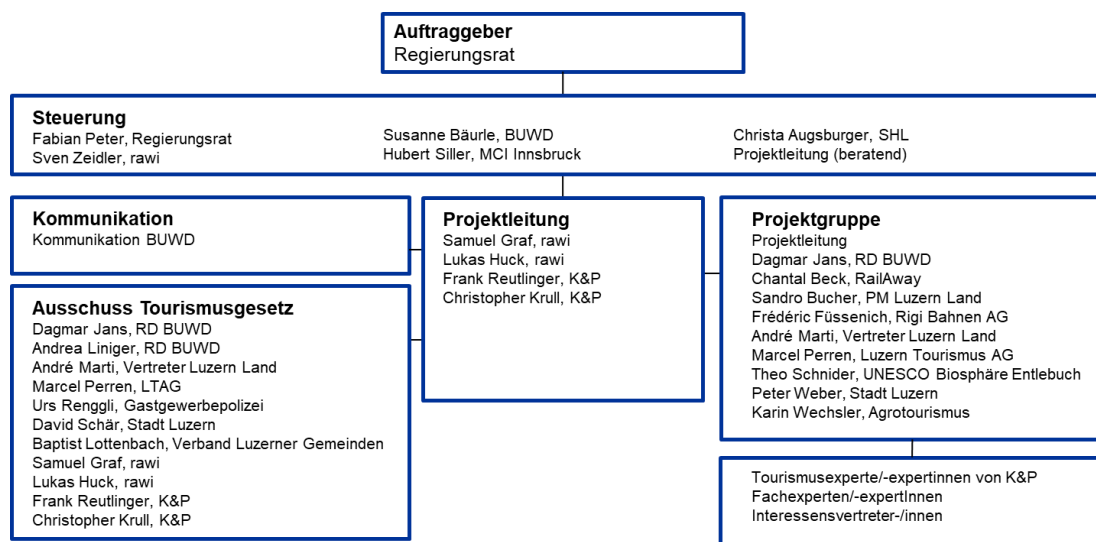 Auftraggeber
Regierungsrat
Steuerung
Fabian Peter, Regierungsrat
Sven Zeidler, rawi
Susanne Bäurle, BUWD
Hubert Siller, MCI Innsbruck
Christa Augsburger, SHL
Projektleitung (beratend)
Kommunikation
Kommunikation BUWD
Projektleitung
Samuel Graf, rawi
Lukas Huck, rawi
Frank Reutlinger, K&P
Christopher Krull, K&P
Projektgruppe
Projektleitung
Dagmar Jans, RD BUWD
Chantal Beck, RailAway
Sandro Bucher, PM Luzern Land
Frédéric Füssenich, Rigi Bahnen AG
André Marti, Vertreter Luzern Land
Marcel Perren, Luzern Tourismus AG
Theo Schnider, UNESCO Biosphäre Entlebuch
Peter Weber, Stadt Luzern
Karin Wechsler, Agrotourismus
Ausschuss Tourismusgesetz
Dagmar Jans, RD BUWD
Andrea Liniger, RD BUWD
André Marti, Vertreter Luzern Land
Marcel Perren, LTAG
Urs Renggli, Gastgewerbepolizei
David Schär, Stadt Luzern
Baptist Lottenbach, Verband Luzerner Gemeinden
Samuel Graf, rawi
Lukas Huck, rawi
Frank Reutlinger, K&P
Christopher Krull, K&P
Tourismusexperte/-expertinnen von K&P
Fachexperten/-expertInnen
Interessensvertreter-/innen